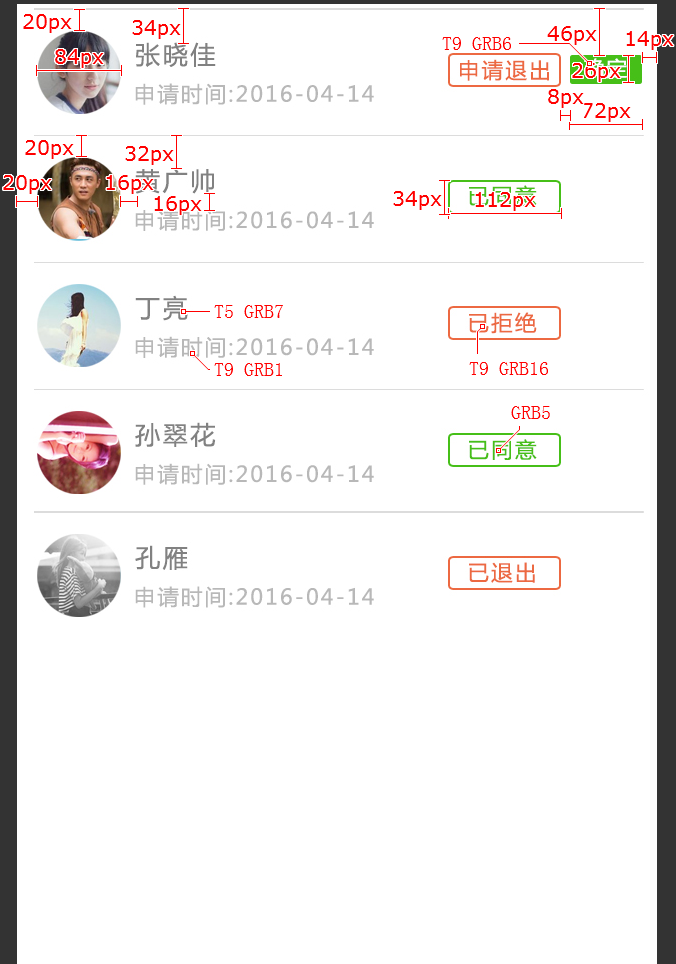 20px
34px
46px
14px
T9 GRB6
张晓佳
84px
申请退出
26px
申请时间:2016-04-14
8px
72px
20px
32px
20px
16px
黄广帅
已同意
34px
112px
16px
申请时间:2016-04-14
丁亮
T5 GRB7
已拒绝
申请时间:2016-04-14
T9 GRB1
T9 GRB16
GRB5
孙翠花
已同意
申请时间:2016-04-14
孔雁
已退出
申请时间:2016-04-14